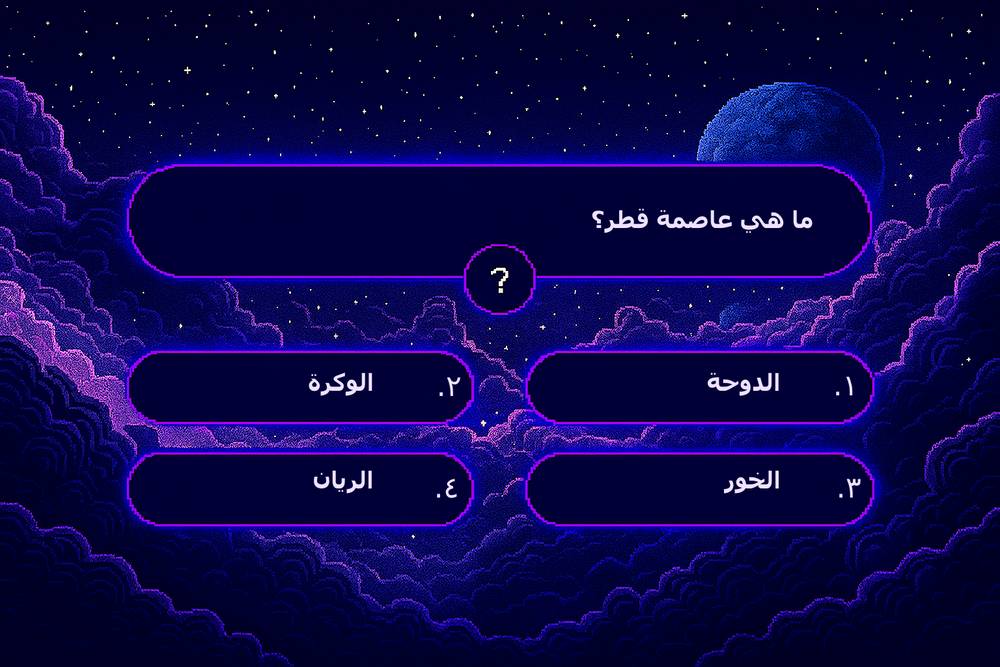 ما هي عاصمة قطر؟
?
١. الدوحة
٢. الوكرة
٣. الخور
٤. الريان